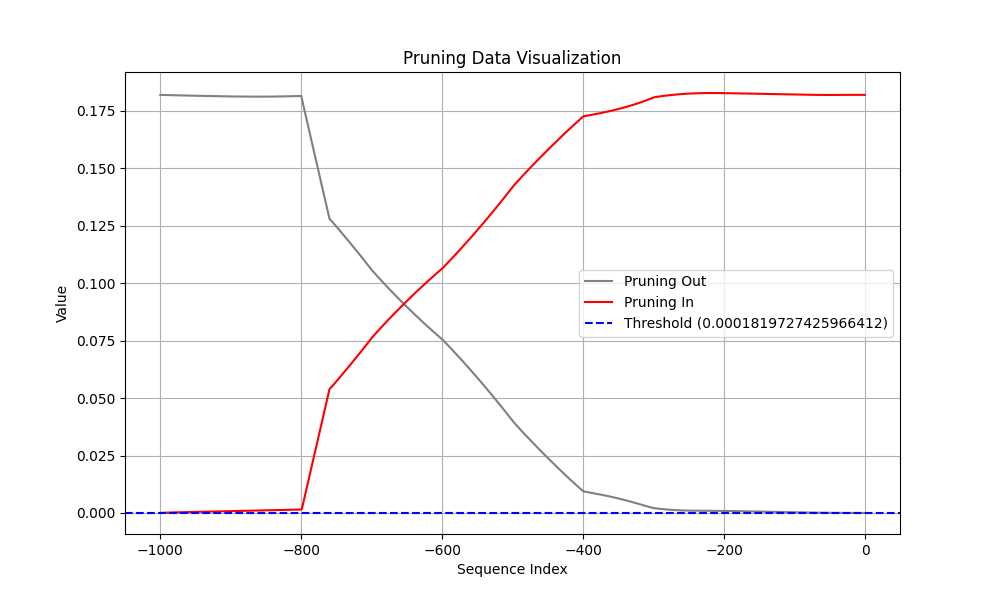 Pruning Data Visualization
Value
0.175
0.150
0.125
0.100
0.075
0.050
0.025
0.000
Pruning Out
Pruning In
Threshold (0.0001819727425966412)
−1000 −800 −600 −400 −200 0
Sequence Index